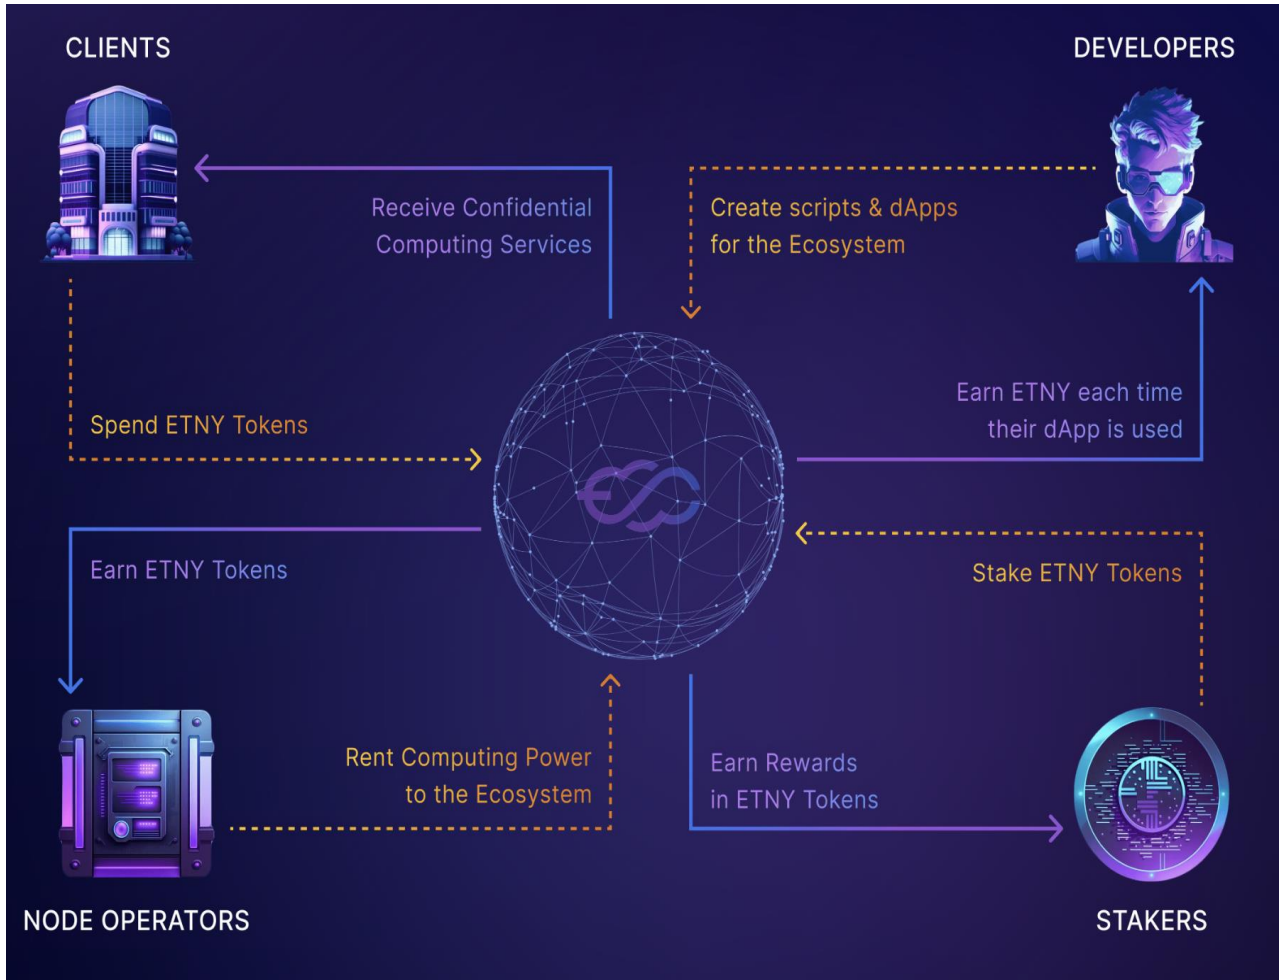 CLIENTS
DEVELOPERS
Receive Confidential
Computing Services
Create scripts & dApps
for the Ecosystem
Spend ETNY Tokens
Earn ETNY each time
their dApp is used
Earn ETNY Tokens
Stake ETNY Tokens
Rent Computing Power
to the Ecosystem
Earn Rewards
in ETNY Tokens
NODE OPERATORS
STAKERS